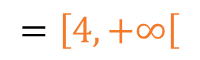 = [4, +∞[